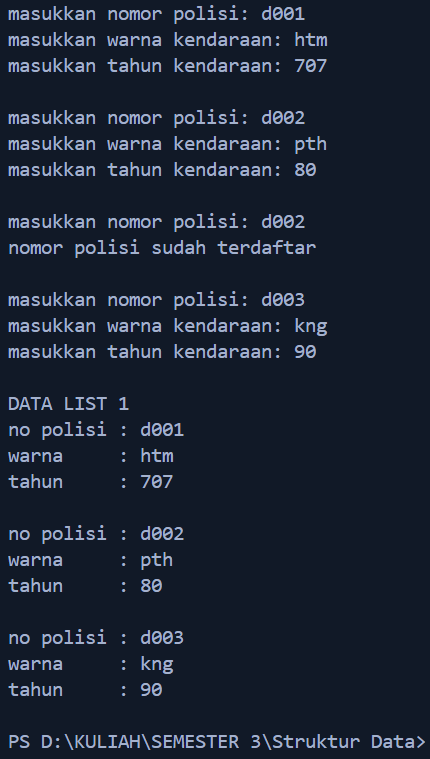 masukkan nomor polisi: d001
masukkan warna kendaraan: htm
masukkan tahun kendaraan: 707

masukkan nomor polisi: d002
masukkan warna kendaraan: pth
masukkan tahun kendaraan: 80

masukkan nomor polisi: d002
nomor polisi sudah terdaftar

masukkan nomor polisi: d003
masukkan warna kendaraan: kng
masukkan tahun kendaraan: 90

DATA LIST 1
no polisi : d001
warna     : htm
tahun     : 707

no polisi : d002
warna     : pth
tahun     : 80

no polisi : d003
warna     : kng
tahun     : 90

PS D:\KULIAH\SEMESTER 3\Struktur Data>